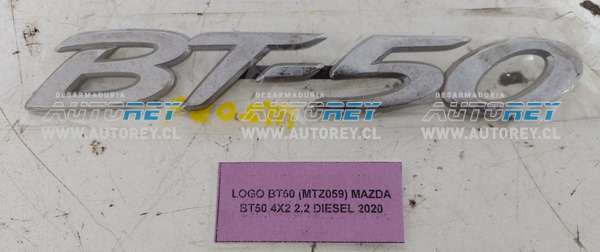 BT-50
DESARMADURIA DESARMADURIA DESARMADURIA
AUTOREY AUTOREY AUTOREY
WWW.AUTOREY.CL WWW.AUTOREY.CL WWW.AUTOREY.CL
LOGO BT50 (MTZ059) MAZDA
BT50 4X2 2.2 DIESEL 2020